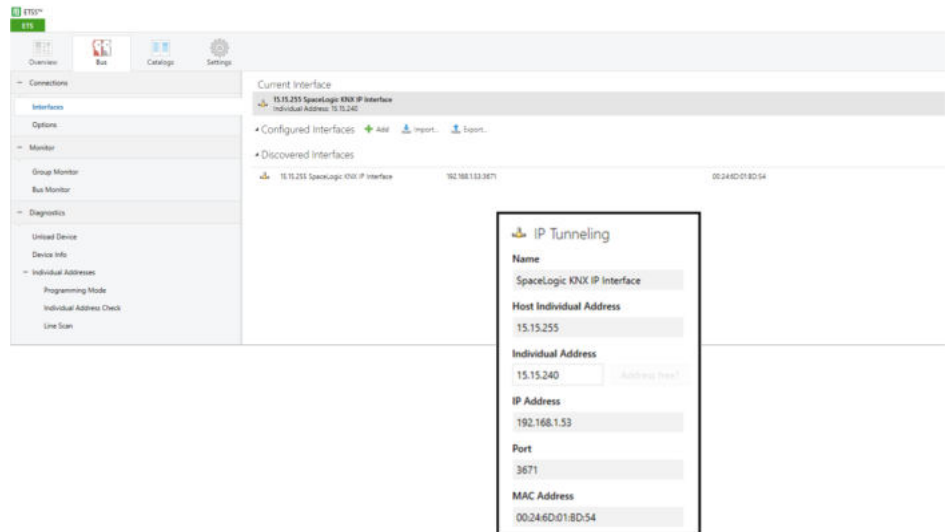 ETS5™
ETS
Overview
Bus
Catalogs
Settings
Connections
Interfaces
Options
Monitor
Group Monitor
Bus Monitor
Diagnostics
Unload Device
Device Info
Individual Addresses
Programming Mode
Individual Address Check
Line Scan
Current Interface
15.15.255 SpaceLogic KNX IP Interface
Individual Address: 15.15.240
Configured Interfaces Add Import... Export...
Discovered Interfaces
15.15.255 SpaceLogic KNX IP Interface 192.168.1.53:3671 00:24:6D:01:BD:54
IP Tunneling
Name
SpaceLogic KNX IP Interface
Host Individual Address
15.15.255
Individual Address
15.15.240 Address free?
IP Address
192.168.1.53
Port
3671
MAC Address
00:24:6D:01:BD:54